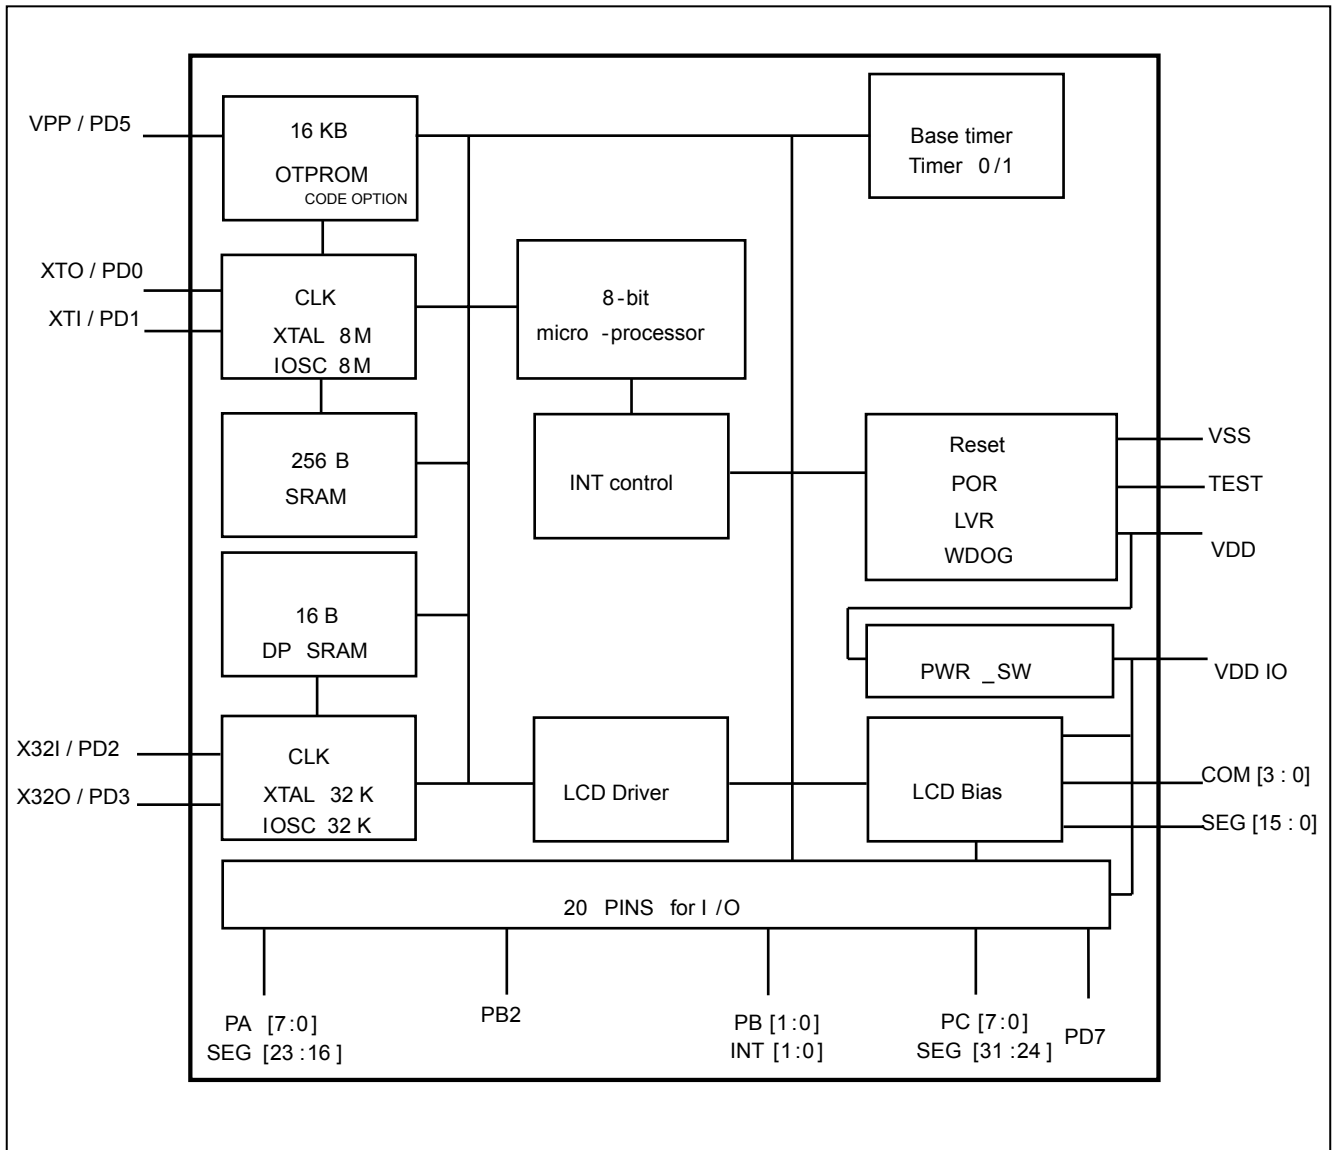 VPP / PD5
16 KB
OTPROM
CODE OPTION
Base timer
Timer 0/1
XTO / PD0
XTI / PD1
CLK
XTAL 8M
IOSC 8M
8-bit
micro -processor
256 B
SRAM
INT control
Reset
POR
LVR
WDOG
VSS
TEST
VDD
16 B
DP SRAM
PWR _SW
VDD IO
X32I / PD2
X32O / PD3
CLK
XTAL 32 K
IOSC 32 K
LCD Driver
LCD Bias
COM [3 : 0]
SEG [15 : 0]
20 PINS for I /O
PA [7:0]
SEG [23 :16 ]
PB2
PB [1:0]
INT [1:0]
PC [7:0]
SEG [31 :24 ]
PD7